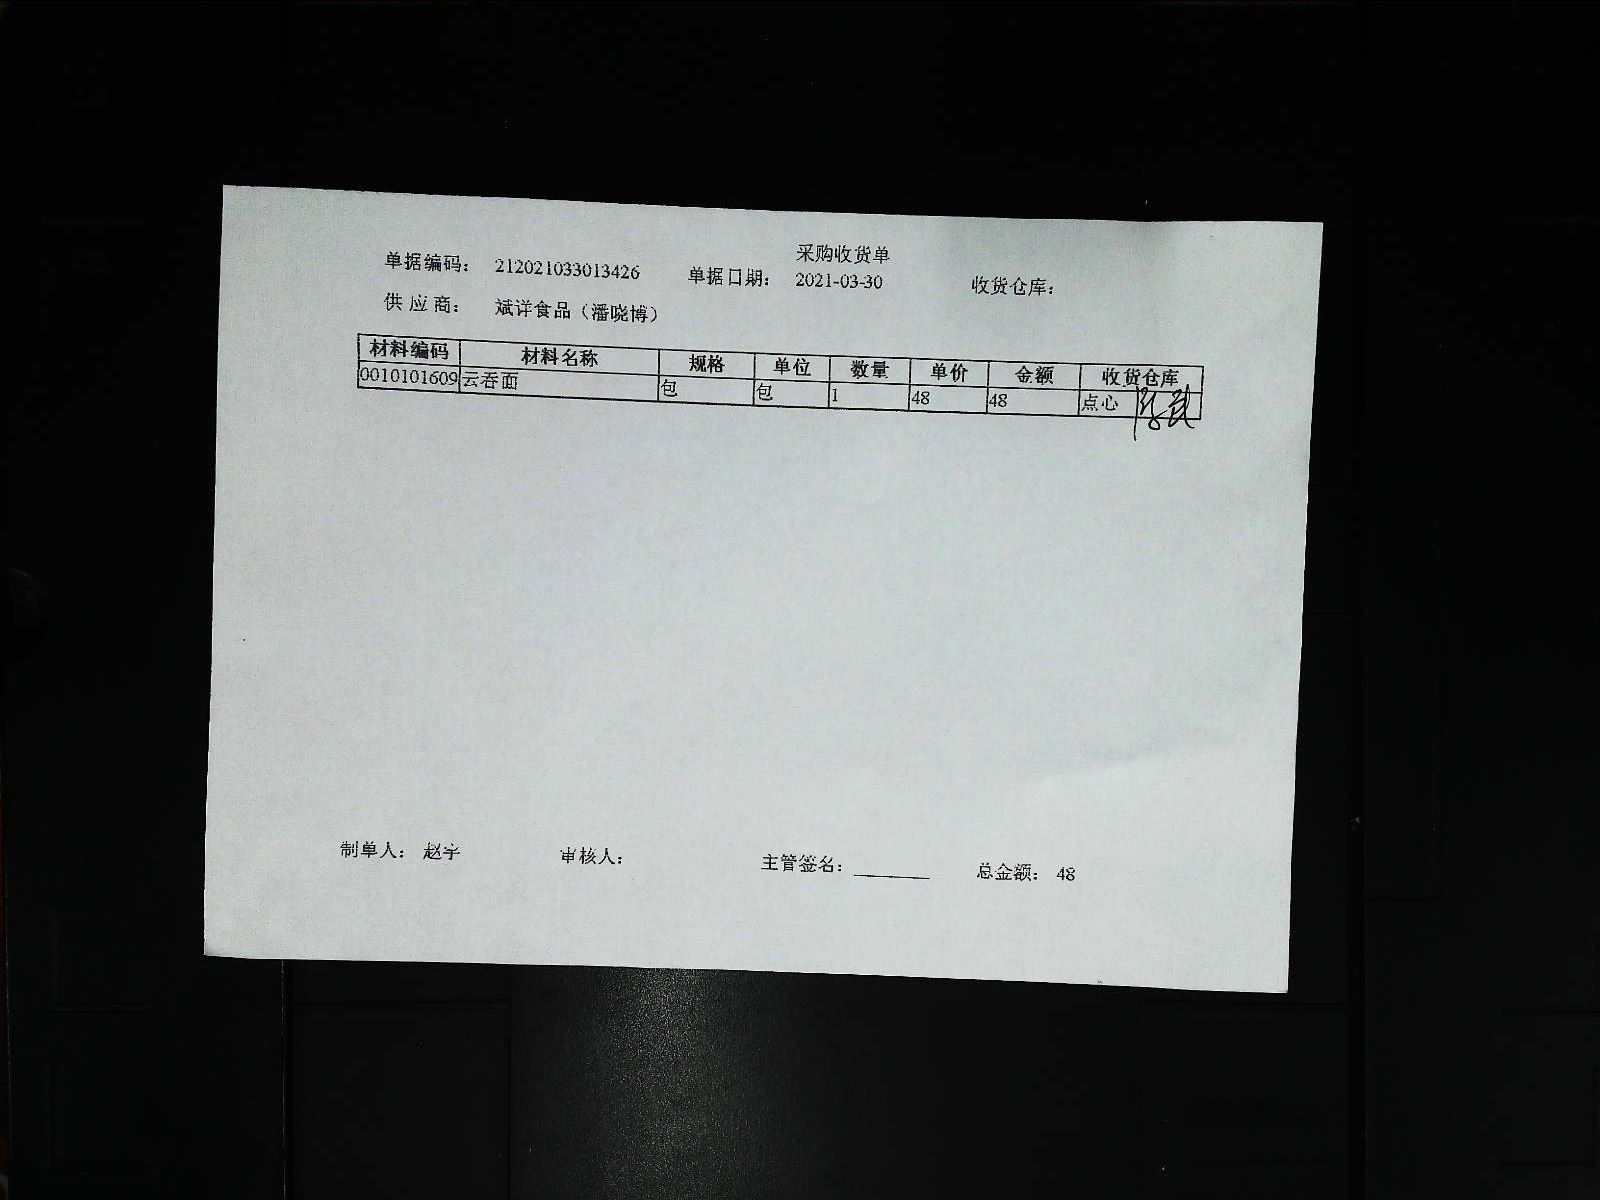 采购收货单
单据编码: 212021033013426 单据日期: 2021-03-30 收货仓库:
供应商: 斌详食品（潘晓博）
材料编码 材料名称 规格 单位 数量 单价 金额 收货仓库
0010101609 云吞面 包 包 1 48 48 点心
制单人: 赵宇 审核人: 主管签名: ________ 总金额: 48